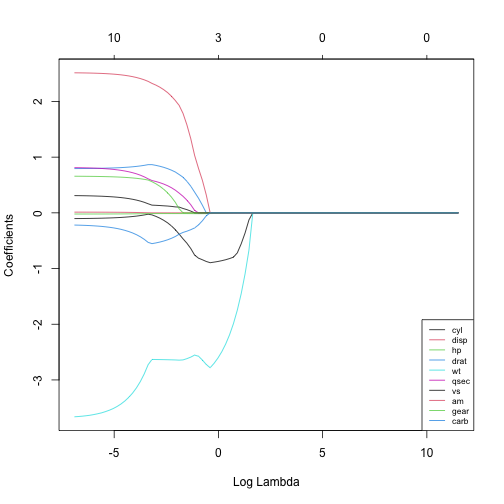 10 3 0 0
2
1
0
-1
-2
-3
Coefficients
cyl
disp
hp
drat
wt
qsec
vs
am
gear
carb
-5 0 5 10
Log Lambda